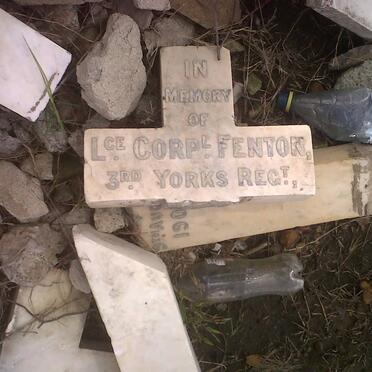 IN
MEMORY
OF
LCE CORPL FENTON,
3RD YORKS REGT,